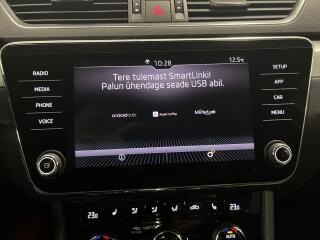 10:28
12.5°C
RADIO
MEDIA
PHONE
VOICE
Tere tulemast SmartLinki!
Palun ühendage seade USB abil.
androidauto
Apple CarPlay
MirrorLink
SETUP
APP
CAR
MENU
23.0
23.0
AUTO